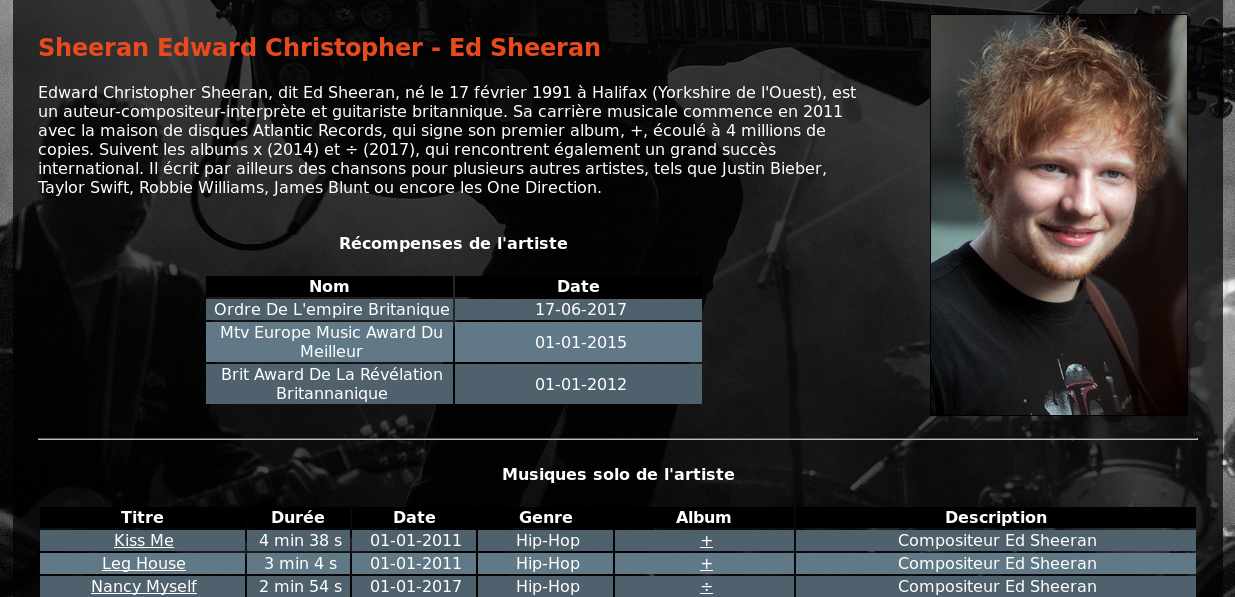 Sheeran Edward Christopher - Ed Sheeran
Edward Christopher Sheeran, dit Ed Sheeran, né le 17 février 1991 à Halifax (Yorkshire de l'Ouest), est
un auteur-compositeur-interprète et guitariste britannique. Sa carrière musicale commence en 2011
avec la maison de disques Atlantic Records, qui signe son premier album, +, écoulé à 4 millions de
copies. Suivent les albums x (2014) et ÷ (2017), qui rencontrent également un grand succès
international. Il écrit par ailleurs des chansons pour plusieurs autres artistes, tels que Justin Bieber,
Taylor Swift, Robbie Williams, James Blunt ou encore les One Direction.
Récompenses de l'artiste
Nom Date
Ordre De L'empire Britanique 17-06-2017
Mtv Europe Music Award Du
Meilleur 01-01-2015
Brit Award De La Révélation
Britannanique 01-01-2012
Musiques solo de l'artiste
Titre Durée Date Genre Album Description
Kiss Me 4 min 38 s 01-01-2011 Hip-Hop + Compositeur Ed Sheeran
Leg House 3 min 4 s 01-01-2011 Hip-Hop + Compositeur Ed Sheeran
Nancy Myself 2 min 54 s 01-01-2017 Hip-Hop ÷ Compositeur Ed Sheeran